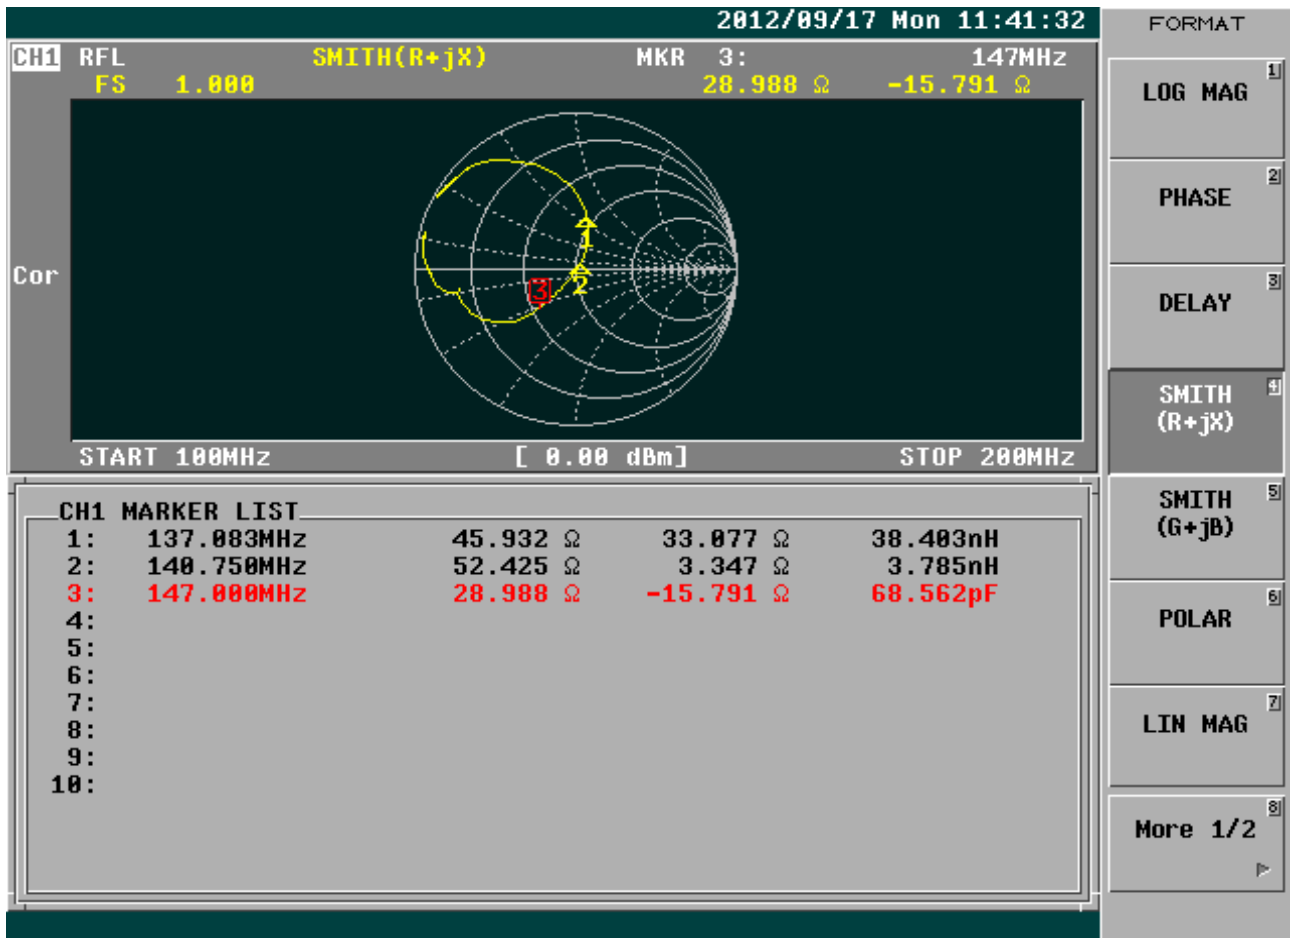 2012/09/17 Mon 11:41:32
CH1 RFL SMITH(R+jX) MKR 3: 147MHz
FS 1.000 28.988 Ω -15.791 Ω
1
2
3
Cor
START 100MHz [ 0.00 dBm] STOP 200MHz
CH1 MARKER LIST
1: 137.083MHz 45.932 Ω 33.077 Ω 38.403nH
2: 140.750MHz 52.425 Ω 3.347 Ω 3.785nH
3: 147.000MHz 28.988 Ω -15.791 Ω 68.562pF
4:
5:
6:
7:
8:
9:
10:
FORMAT
1
LOG MAG
2
PHASE
3
DELAY
4
SMITH
(R+jX)
5
SMITH
(G+jB)
6
POLAR
7
LIN MAG
8
More 1/2